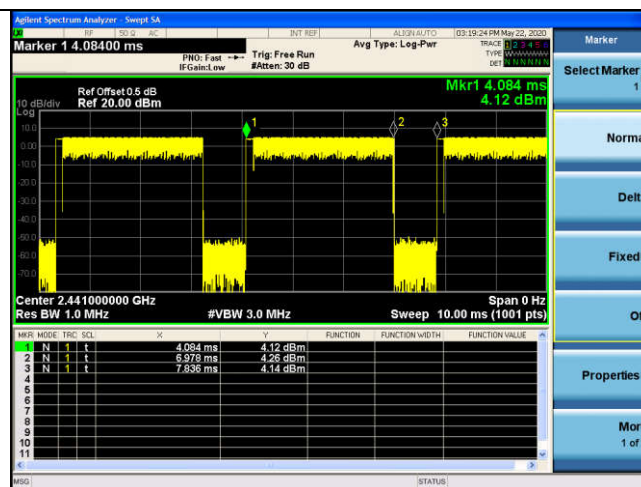 Agilent Spectrum Analyzer - Swept SA
RF 50 Ω AC INT REF ALIGN AUTO 03:19:24 PM May 22, 2020
Marker 1 4.08400 ms
PNO: Fast
IFGain:Low
Trig: Free Run
#Atten: 30 dB
Avg Type: Log-Pwr
TRACE 1 2 3 4 5 6
TYPE
DET N N N N N N
Ref Offset 0.5 dB
10 dB/div Ref 20.00 dBm
Log
Mkr1 4.084 ms
4.12 dBm
1 2 3
10.0
0.00
-10.0
-20.0
-30.0
-40.0
-50.0
-60.0
-70.0
Center 2.441000000 GHz Span 0 Hz
Res BW 1.0 MHz #VBW 3.0 MHz Sweep 10.00 ms (1001 pts)
MKR MODE TRC SCL X Y FUNCTION FUNCTION WIDTH FUNCTION VALUE
1 N 1 t 4.084 ms 4.12 dBm
2 N 1 t 6.978 ms 4.26 dBm
3 N 1 t 7.836 ms 4.14 dBm
4
5
6
7
8
9
10
11
MSG STATUS
Marker
Select Marker
1
Norma
Delt
Fixed
Of
Properties
Mor
1 of